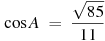 cos A = √85 / 11